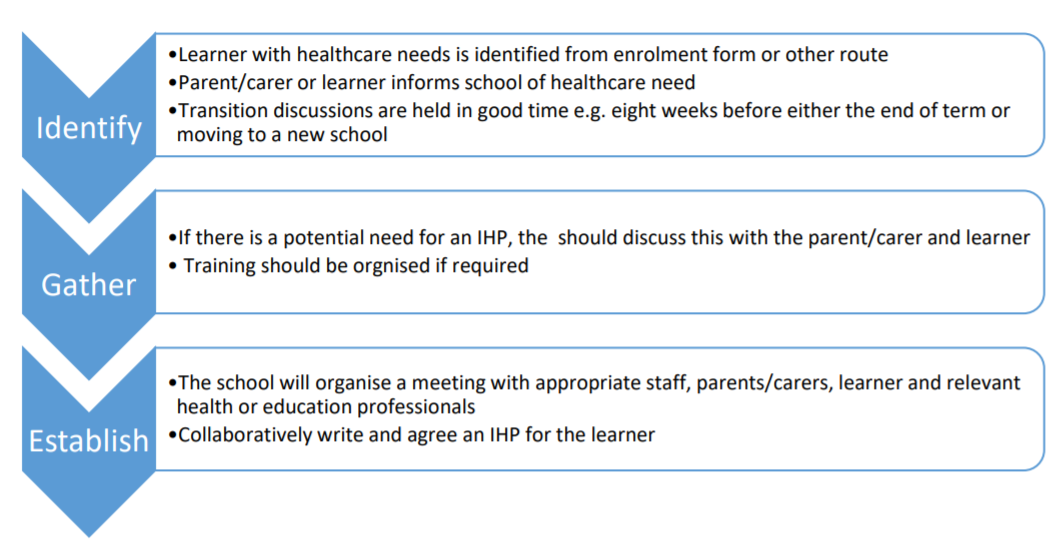 Identify
•Learner with healthcare needs is identified from enrolment form or other route
•Parent/carer or learner informs school of healthcare need
•Transition discussions are held in good time e.g. eight weeks before either the end of term or
moving to a new school
Gather
•If there is a potential need for an IHP, the  should discuss this with the parent/carer and learner
• Training should be orgnised if required
Establish
•The school will organise a meeting with appropriate staff, parents/carers, learner and relevant
health or education professionals
•Collaboratively write and agree an IHP for the learner